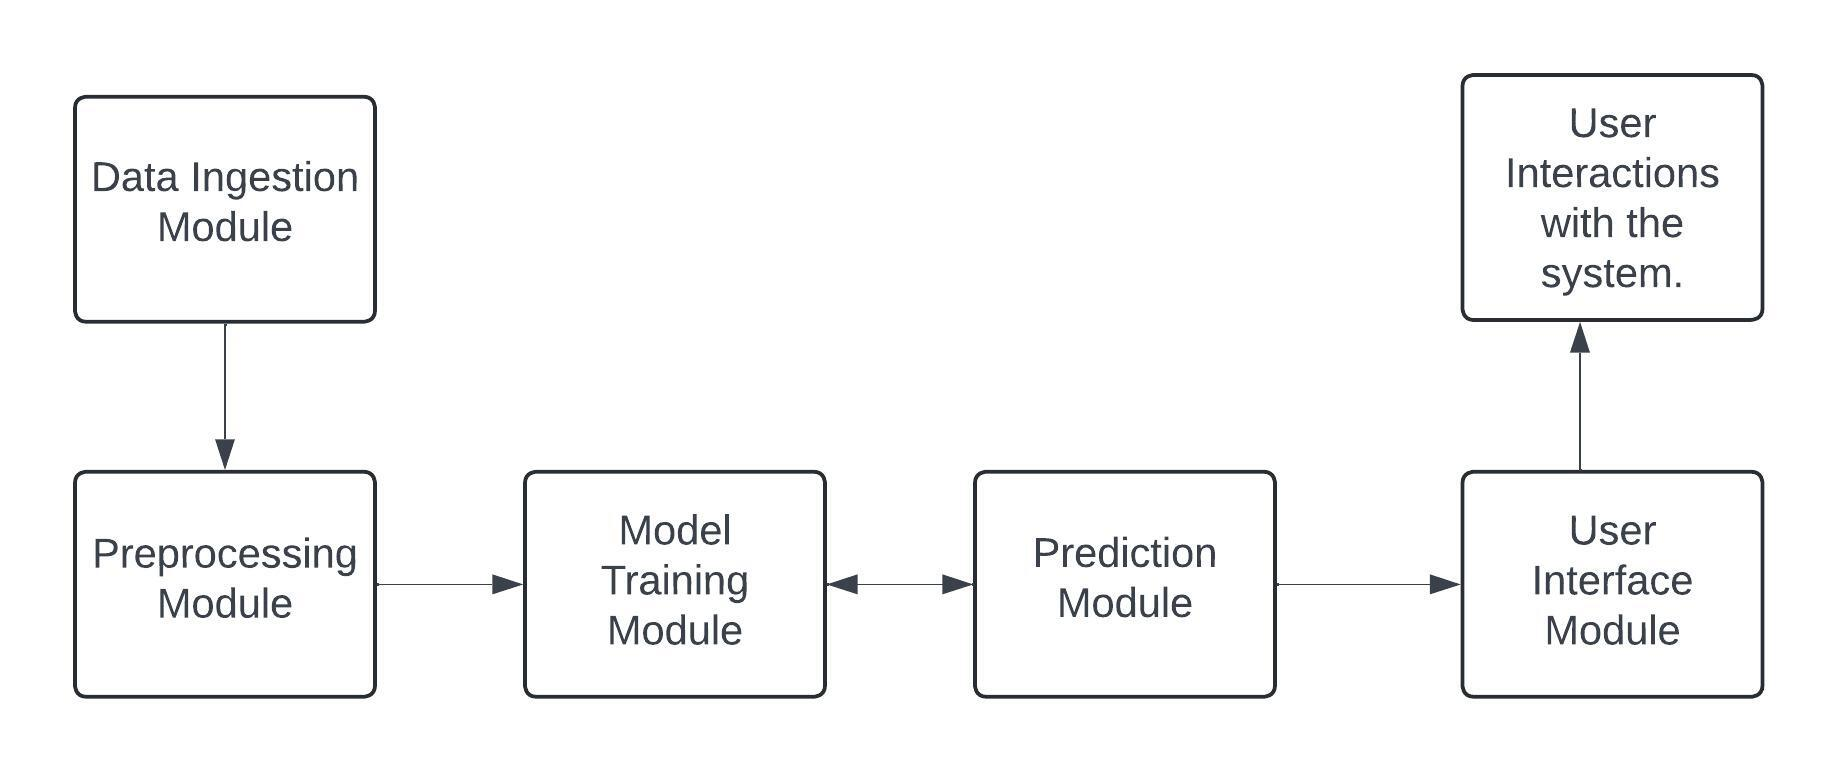 Data Ingestion
Module
User
Interactions
with the
system.
Preprocessing
Module
Model
Training
Module
Prediction
Module
User
Interface
Module